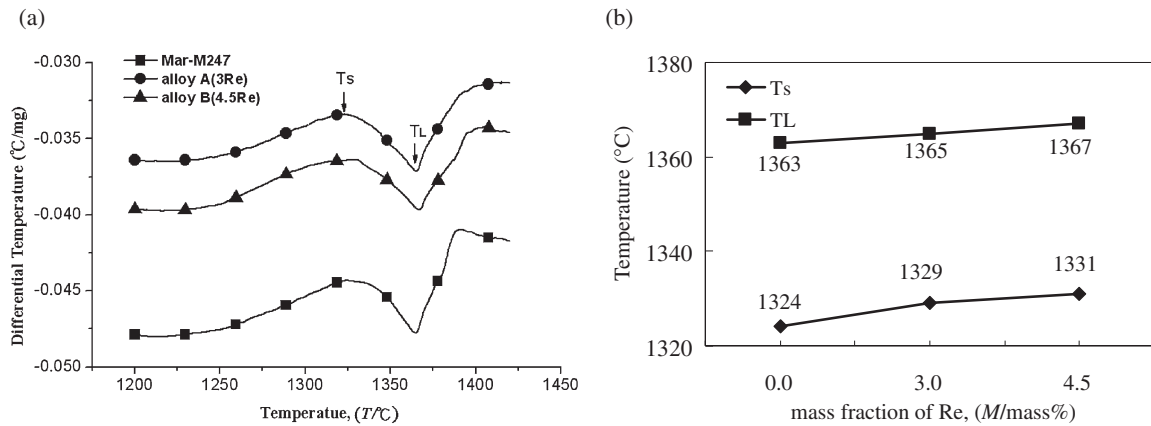 (a)
Mar-M247
alloy A(3Re)
alloy B(4.5Re)
Ts
TL
-0.030
-0.035
-0.040
-0.045
-0.050
Differential Temperature (℃/mg)
1200
1250
1300
1350
1400
1450
Temperatue, (T/℃)
(b)
1380
1360
1340
1320
Temperature (°C)
Ts
TL
1363
1365
1367
1324
1329
1331
0.0
3.0
4.5
mass fraction of Re, (M/mass%)